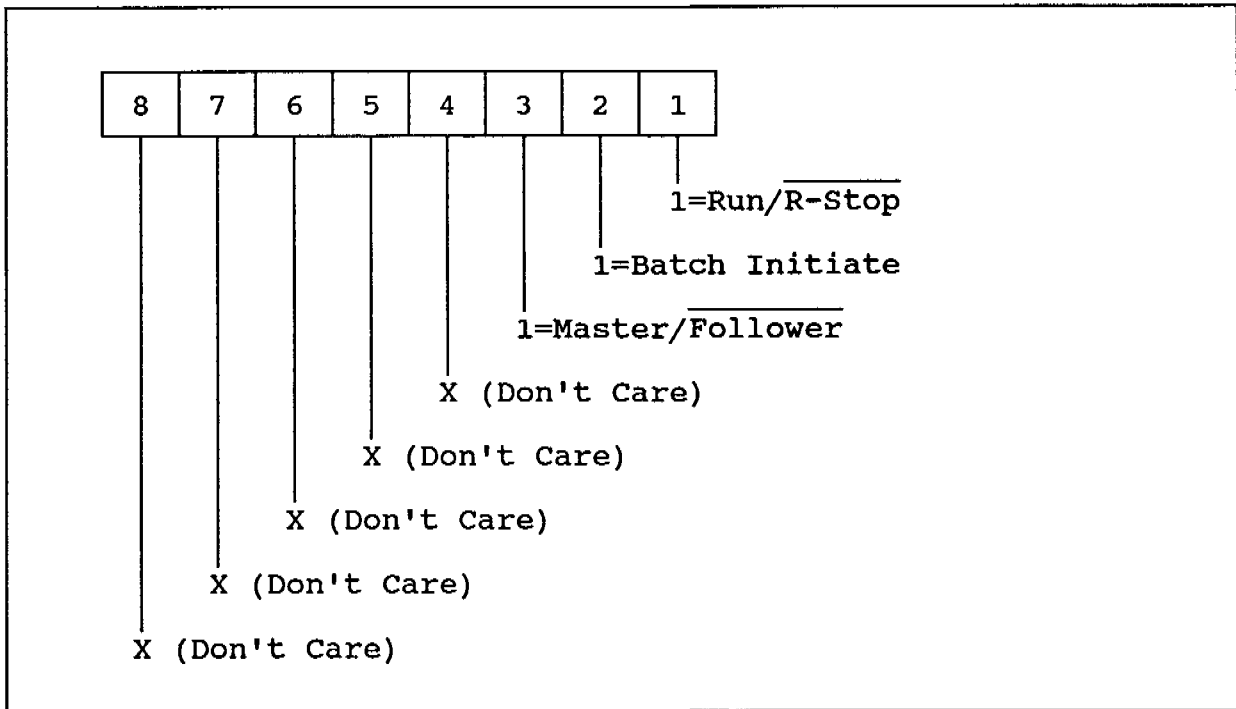 8 7 6 5 4 3 2 1
1=Run/R-Stop
1=Batch Initiate
1=Master/Follower
X (Don't Care)
X (Don't Care)
X (Don't Care)
X (Don't Care)
X (Don't Care)